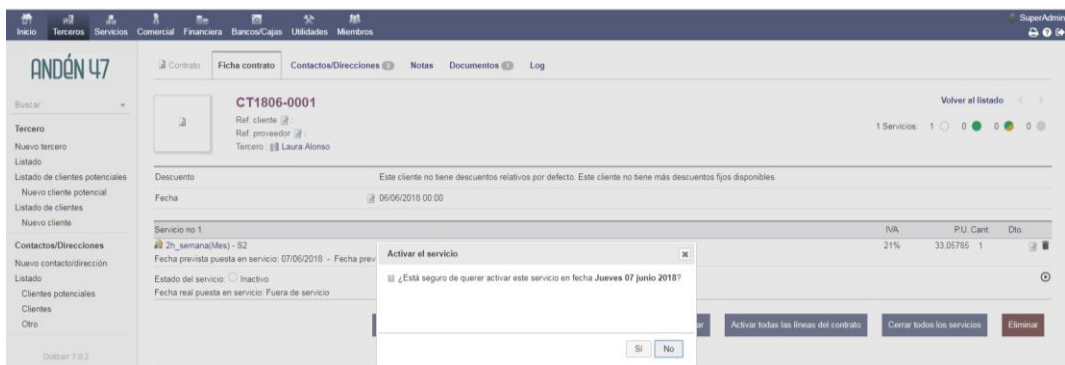 Inicio Terceros Servicios Comercial Financiera Bancos/Cajas Utilidades Miembros
SuperAdmin
ANDÉN 47
Contrato Ficha contrato Contactos/Direcciones Notas Documentos 1 Log
Buscar
CT1806-0001
Volver al listado < >
Ref. cliente :
Ref. proveedor :
Tercero : Laura Alonso
1 Servicios: 1 0 0 0
Tercero
Nuevo tercero
Listado
Listado de clientes potenciales
Nuevo cliente potencial
Listado de clientes
Nuevo cliente
Contactos/Direcciones
Nuevo contacto/dirección
Listado
Clientes potenciales
Clientes
Otro
Dolibarr 7.0.2
Descuento Este cliente no tiene descuentos relativos por defecto. Este cliente no tiene más descuentos fijos disponibles.
Fecha 06/06/2018 00:00
Servicio no 1 IVA P.U. Cant. Dto.
2h_semana(Mes) - S2 21% 33,05785 1
Fecha prevista puesta en servicio: 07/06/2018 - Fecha prev
Estado del servicio: Inactivo
Fecha real puesta en servicio: Fuera de servicio
Activar el servicio
¿Está seguro de querer activar este servicio en fecha Jueves 07 junio 2018?
Sí No
ar Activar todas las líneas del contrato Cerrar todos los servicios Eliminar